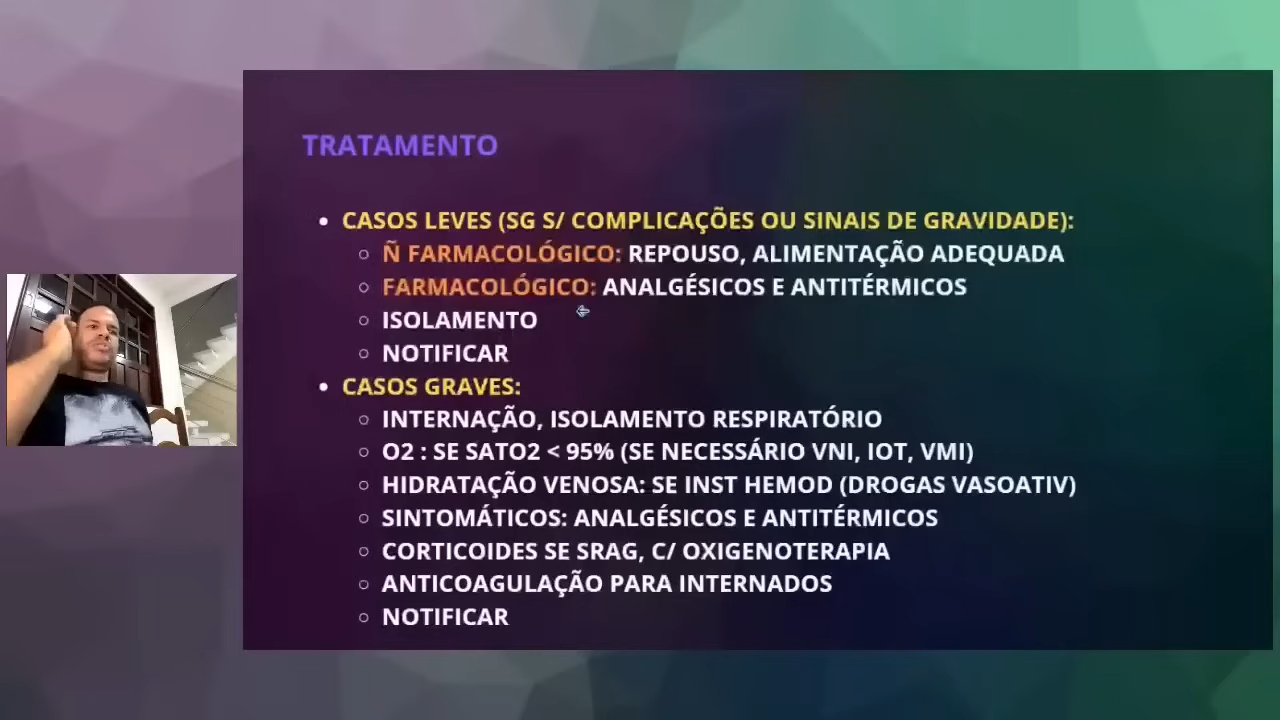 TRATAMENTO
• CASOS LEVES (SG S/ COMPLICAÇÕES OU SINAIS DE GRAVIDADE):
○ Ñ FARMACOLÓGICO: REPOUSO, ALIMENTAÇÃO ADEQUADA
○ FARMACOLÓGICO: ANALGÉSICOS E ANTITÉRMICOS
○ ISOLAMENTO
○ NOTIFICAR
• CASOS GRAVES:
○ INTERNAÇÃO, ISOLAMENTO RESPIRATÓRIO
○ O2 : SE SATO2 < 95% (SE NECESSÁRIO VNI, IOT, VMI)
○ HIDRATAÇÃO VENOSA: SE INST HEMOD (DROGAS VASOATIV)
○ SINTOMÁTICOS: ANALGÉSICOS E ANTITÉRMICOS
○ CORTICOIDES SE SRAG, C/ OXIGENOTERAPIA
○ ANTICOAGULAÇÃO PARA INTERNADOS
○ NOTIFICAR